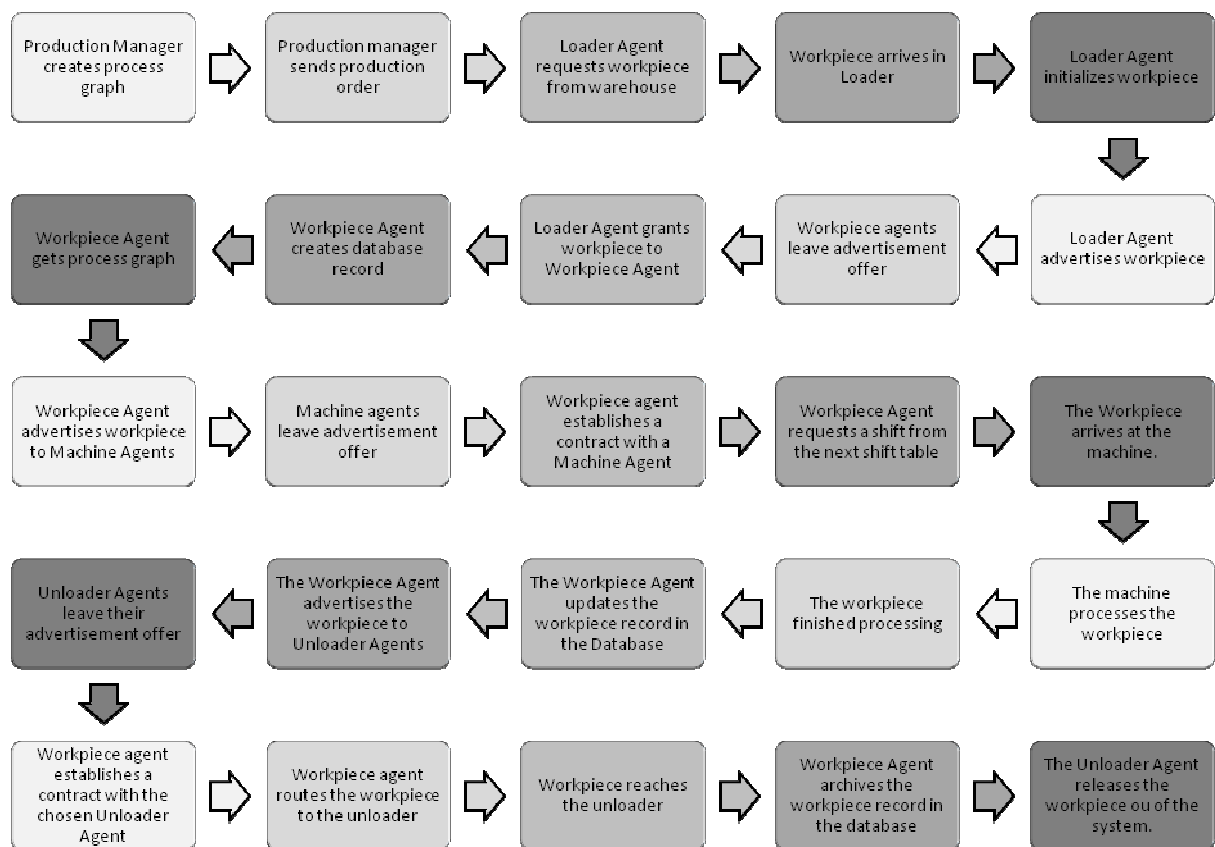 Production Manager
creates process
graph
Production manager
sends production
order
Loader Agent
requests workpiece
from warehouse
Workpiece arrives in
Loader
Loader Agent
initializes workpiece
Loader Agent
advertises workpiece
Workpiece agents
leave advertisement
offer
Loader Agent grants
workpiece to
Workpiece Agent
Workpiece Agent
creates database
record
Workpiece Agent
gets process graph
Workpiece Agent
advertises workpiece
to Machine Agents
Machine agents
leave advertisement
offer
Workpiece agent
establishes a
contract with a
Machine Agent
Workpiece Agent
requests a shift from
the next shift table
The Workpiece
arrives at the
machine.
The machine
processes the
workpiece
The workpiece
finished processing
The Workpiece Agent
updates the
workpiece record in
the Database
The Workpiece Agent
advertises the
workpiece to
Unloader Agents
Unloader Agents
leave their
advertisement offer
Workpiece agent
establishes a
contract with the
chosen Unloader
Agent
Workpiece agent
routes the workpiece
to the unloader
Workpiece reaches
the unloader
Workpiece Agent
archives the
workpiece record in
the database
The Unloader Agent
releases the
workpiece ou of the
system.